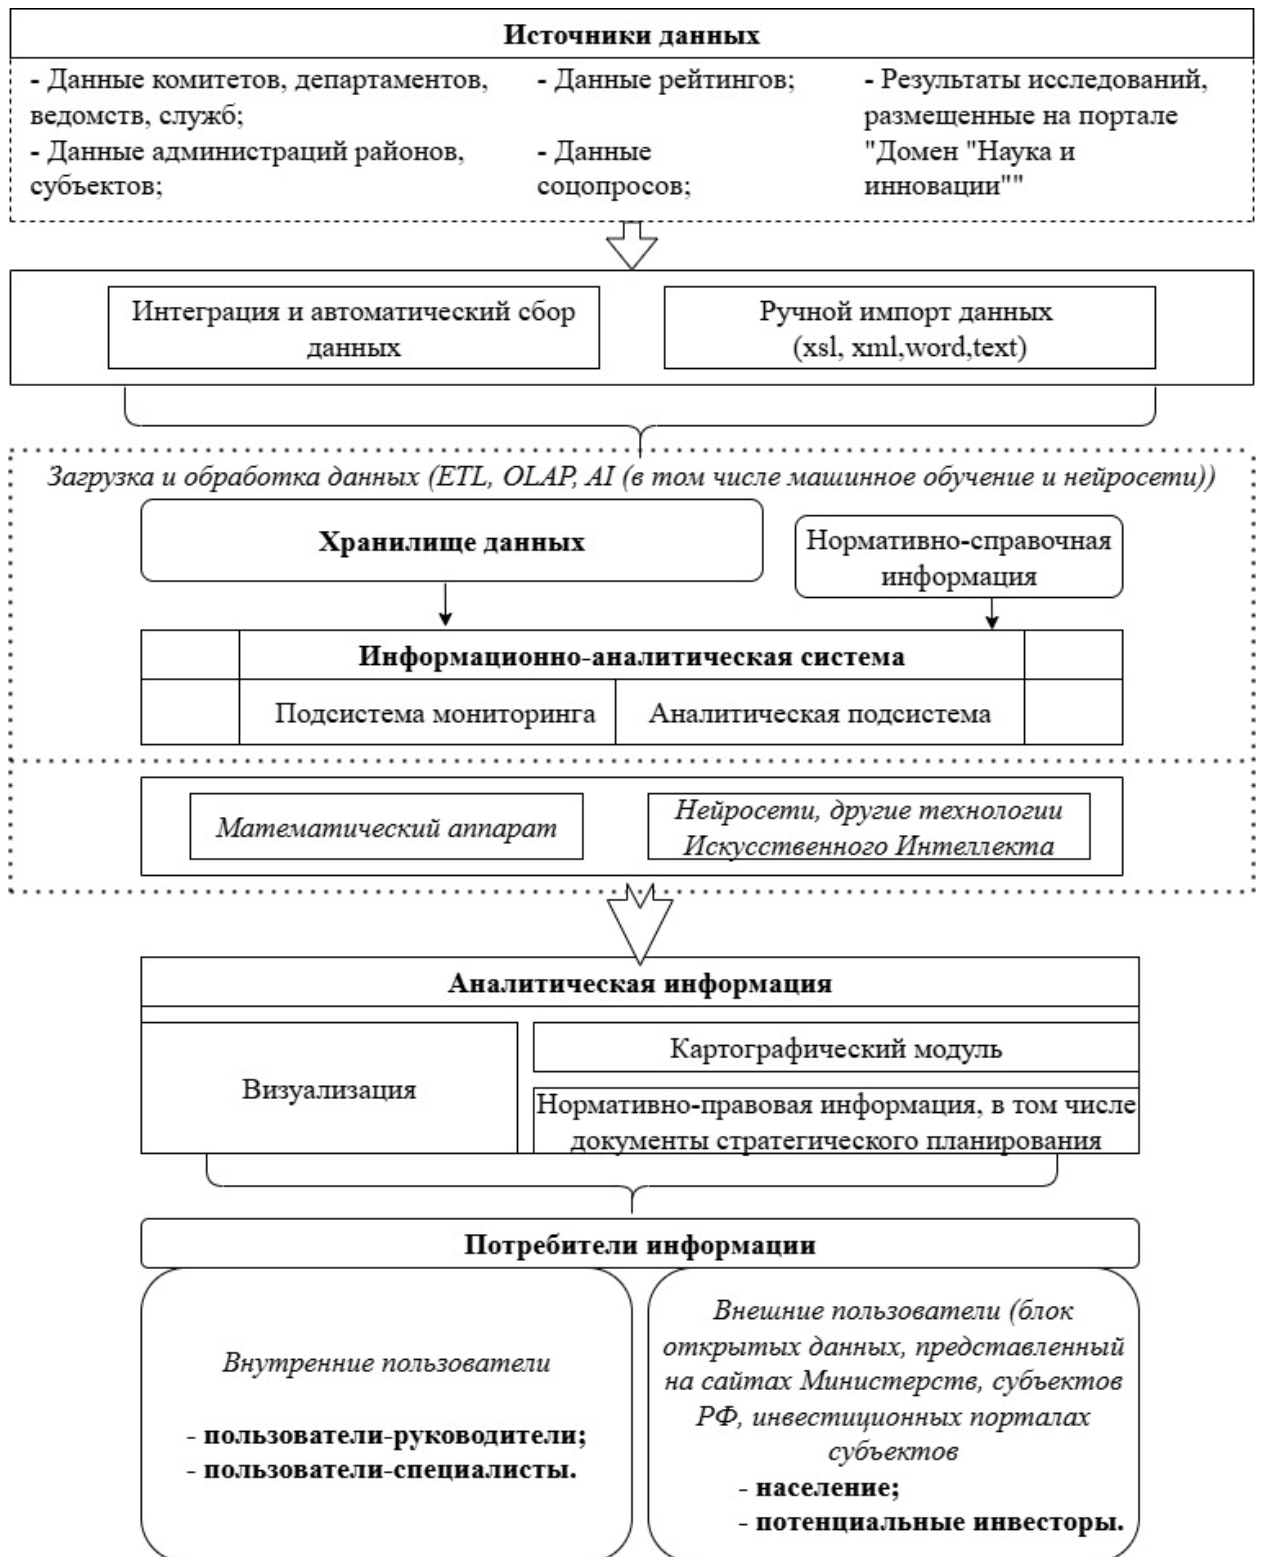 Источники данных
- Данные комитетов, департаментов,
ведомств, служб;
- Данные администраций районов,
субъектов;
- Данные рейтингов;
- Данные
соцопросов;
- Результаты исследований,
размещенные на портале
"Домен "Наука и
инновации""
Интеграция и автоматический сбор
данных
Ручной импорт данных
(xsl, xml,word,text)
Загрузка и обработка данных (ETL, OLAP, AI (в том числе машинное обучение и нейросети))
Хранилище данных
Нормативно-справочная
информация
Информационно-аналитическая система
Подсистема мониторинга
Аналитическая подсистема
Математический аппарат
Нейросети, другие технологии
Искусственного Интеллекта
Аналитическая информация
Визуализация
Картографический модуль
Нормативно-правовая информация, в том числе
документы стратегического планирования
Потребители информации
Внутренние пользователи
- пользователи-руководители;
- пользователи-специалисты.
Внешние пользователи (блок
открытых данных, представленный
на сайтах Министерств, субъектов
РФ, инвестиционных порталах
субъектов
- население;
- потенциальные инвесторы.